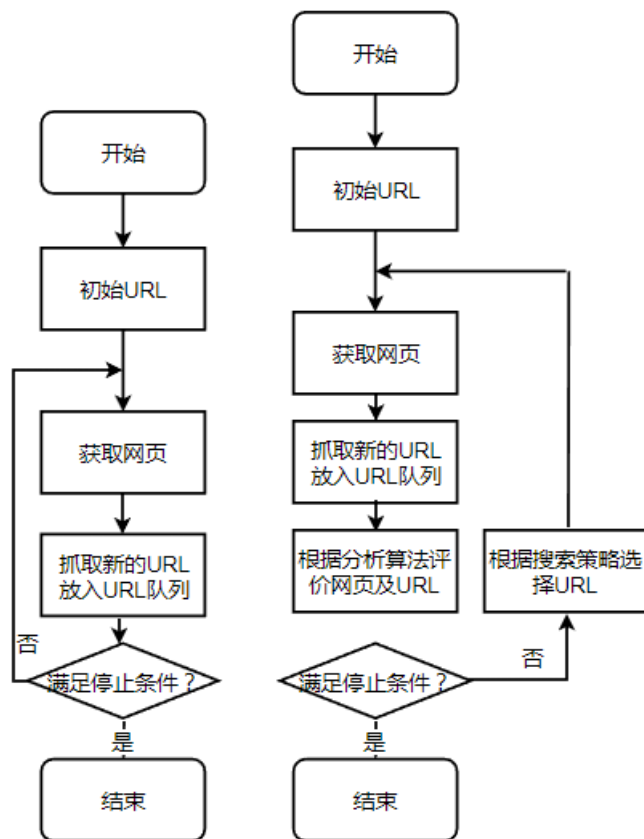 开始
初始URL
获取网页
抓取新的URL
放入URL队列
否
满足停止条件？
是
结束
开始
初始URL
获取网页
抓取新的URL
放入URL队列
根据分析算法评
价网页及URL
根据搜索策略选
择URL
满足停止条件？
否
是
结束